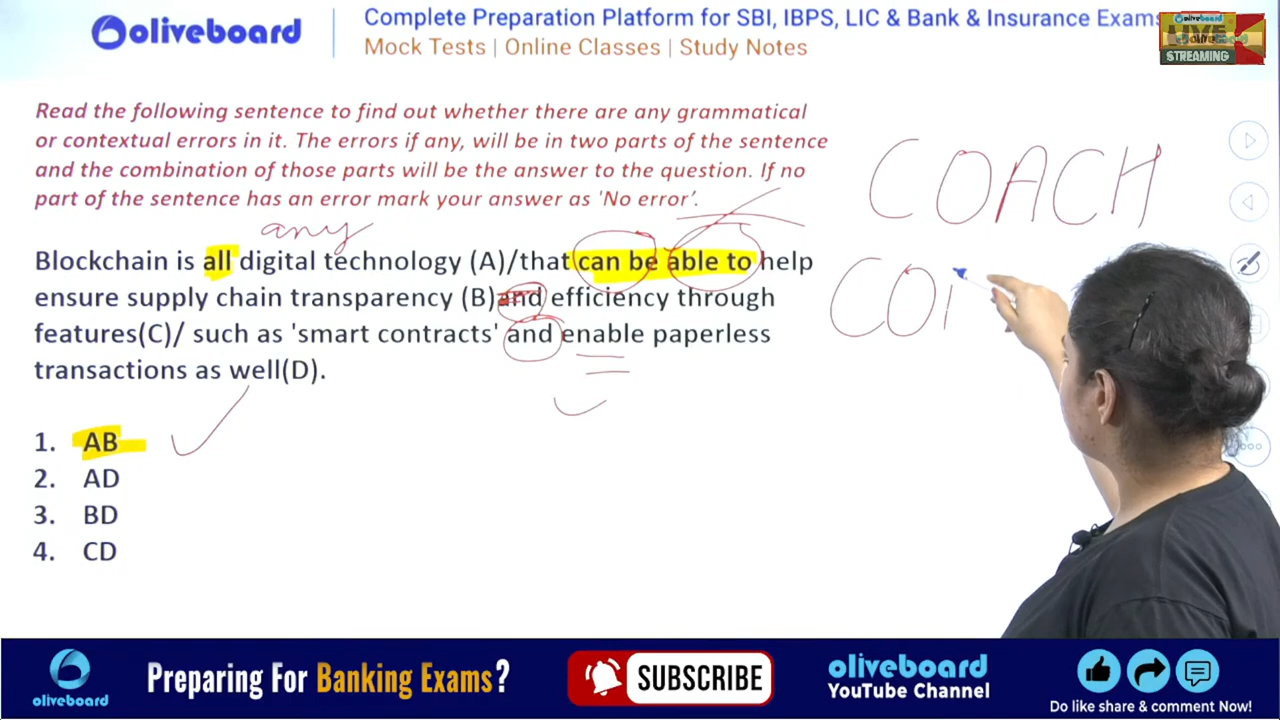 oliveboard
Complete Preparation Platform for SBI, IBPS, LIC & Bank & Insurance Exams
Mock Tests | Online Classes | Study Notes
LIVE
STREAMING
Read the following sentence to find out whether there are any grammatical
or contextual errors in it. The errors if any, will be in two parts of the sentence
and the combination of those parts will be the answer to the question. If no
part of the sentence has an error mark your answer as 'No error'.
any
Blockchain is all digital technology (A)/that can be able to help
ensure supply chain transparency (B)and efficiency through
features(C)/ such as 'smart contracts' and enable paperless
transactions as well(D).
1. AB
2. AD
3. BD
4. CD
COACH
COI
oliveboard
Preparing For Banking Exams?
SUBSCRIBE
oliveboard
YouTube Channel
Do like share & comment Now!